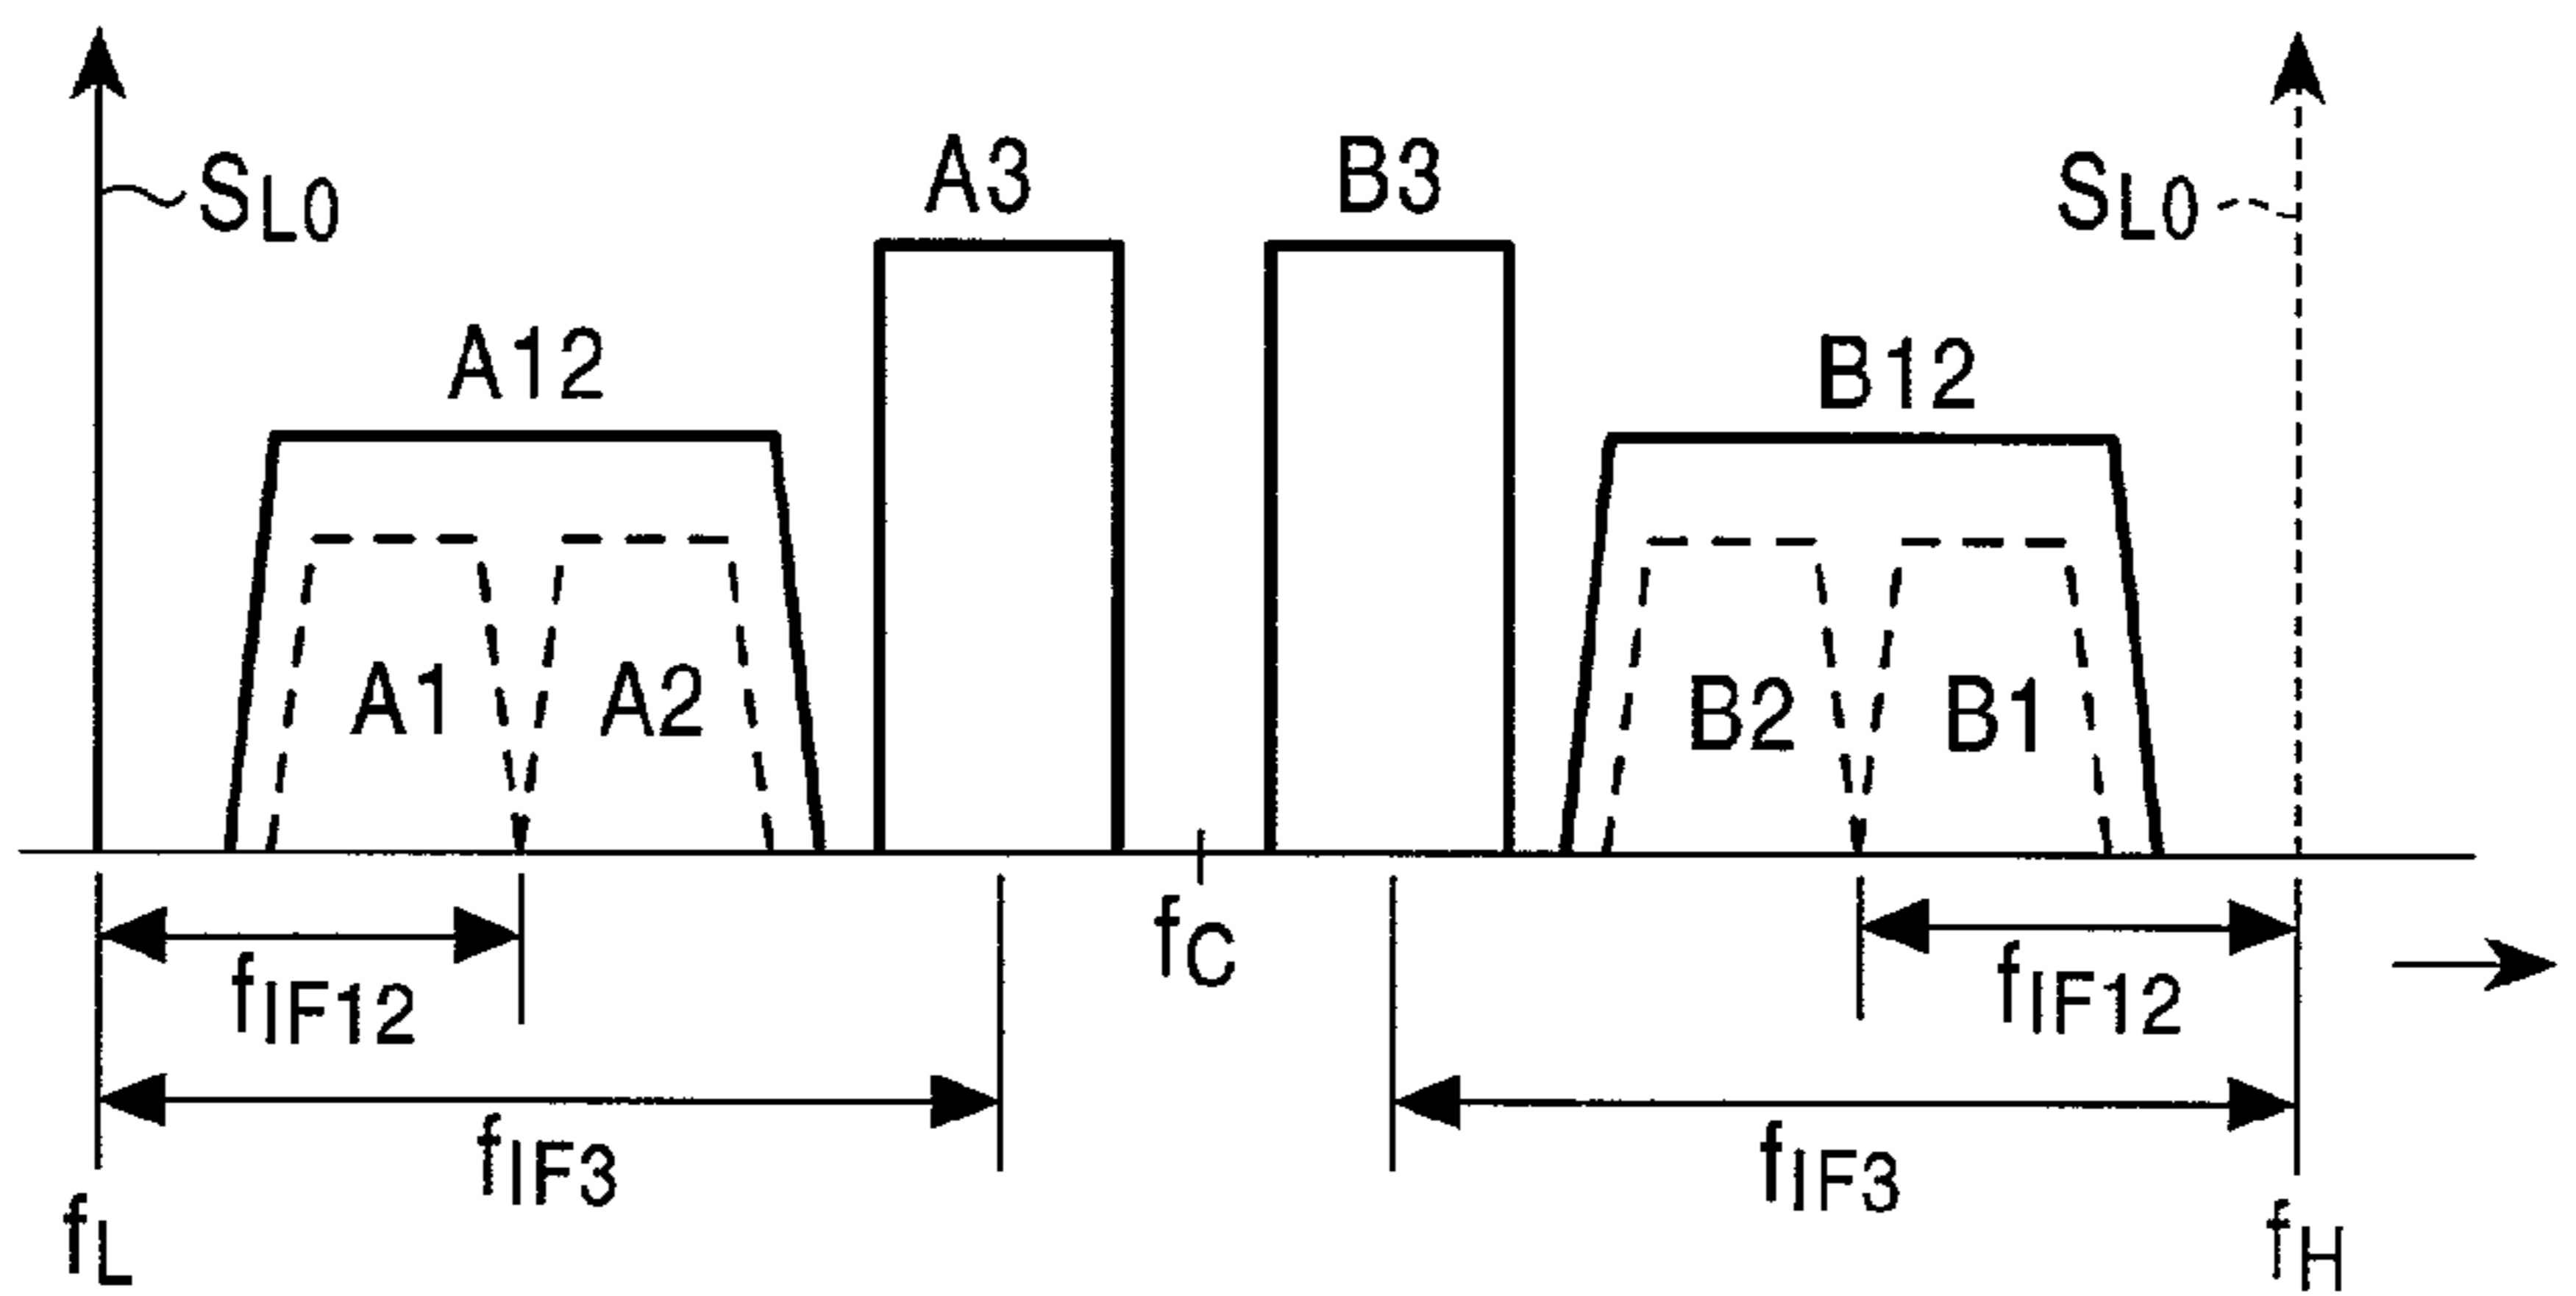 A3 B3
SL0 SL0
A12 B12
A1 A2 B2 B1
fC
fIF12 fIF12
fIF3 fIF3
fL fH